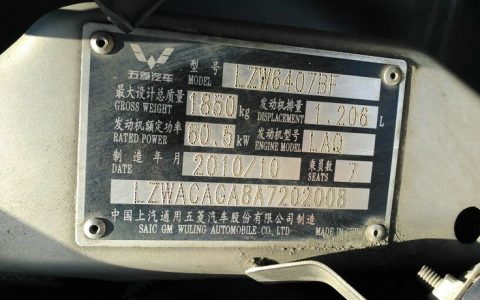 五菱汽车
型号 MODEL LZW6407BF
最大设计总质量 GROSS WEIGHT 1850 kg 发动机排量 DISPLACEMENT 1.206 L
发动机额定功率 RATED POWER 60.5 kW 发动机型号 ENGINE MODEL LAQ
制造年月 2010/10 乘员数 SEATS 7
LZWACAGA8A7202008
中国上汽通用五菱汽车股份有限公司制造
SAIC GM WULING AUTOMOBILE CO.,LTD MADE IN CHINA